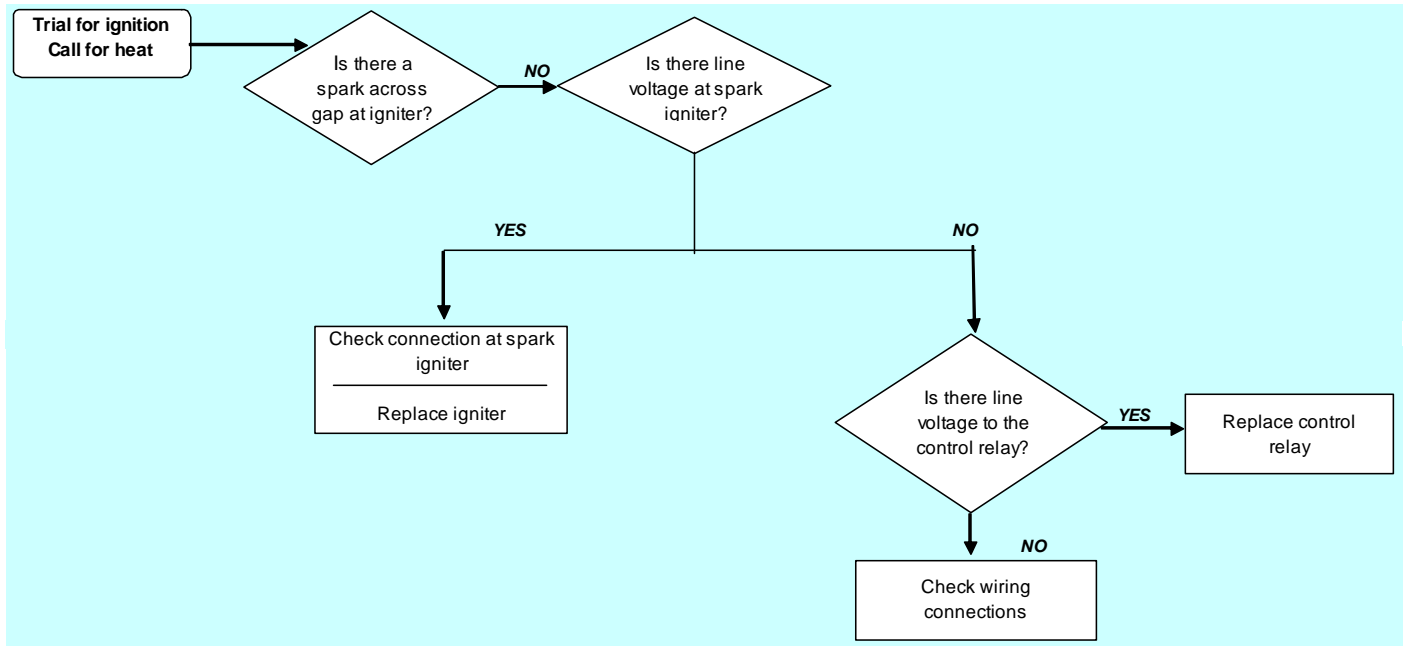 Trial for ignition
Call for heat
Is there a
spark across
gap at igniter?
NO
Is there line
voltage at spark
igniter?
YES
NO
Check connection at spark
igniter
Replace igniter
Is there line
voltage to the
control relay?
YES
Replace control
relay
NO
Check wiring
connections